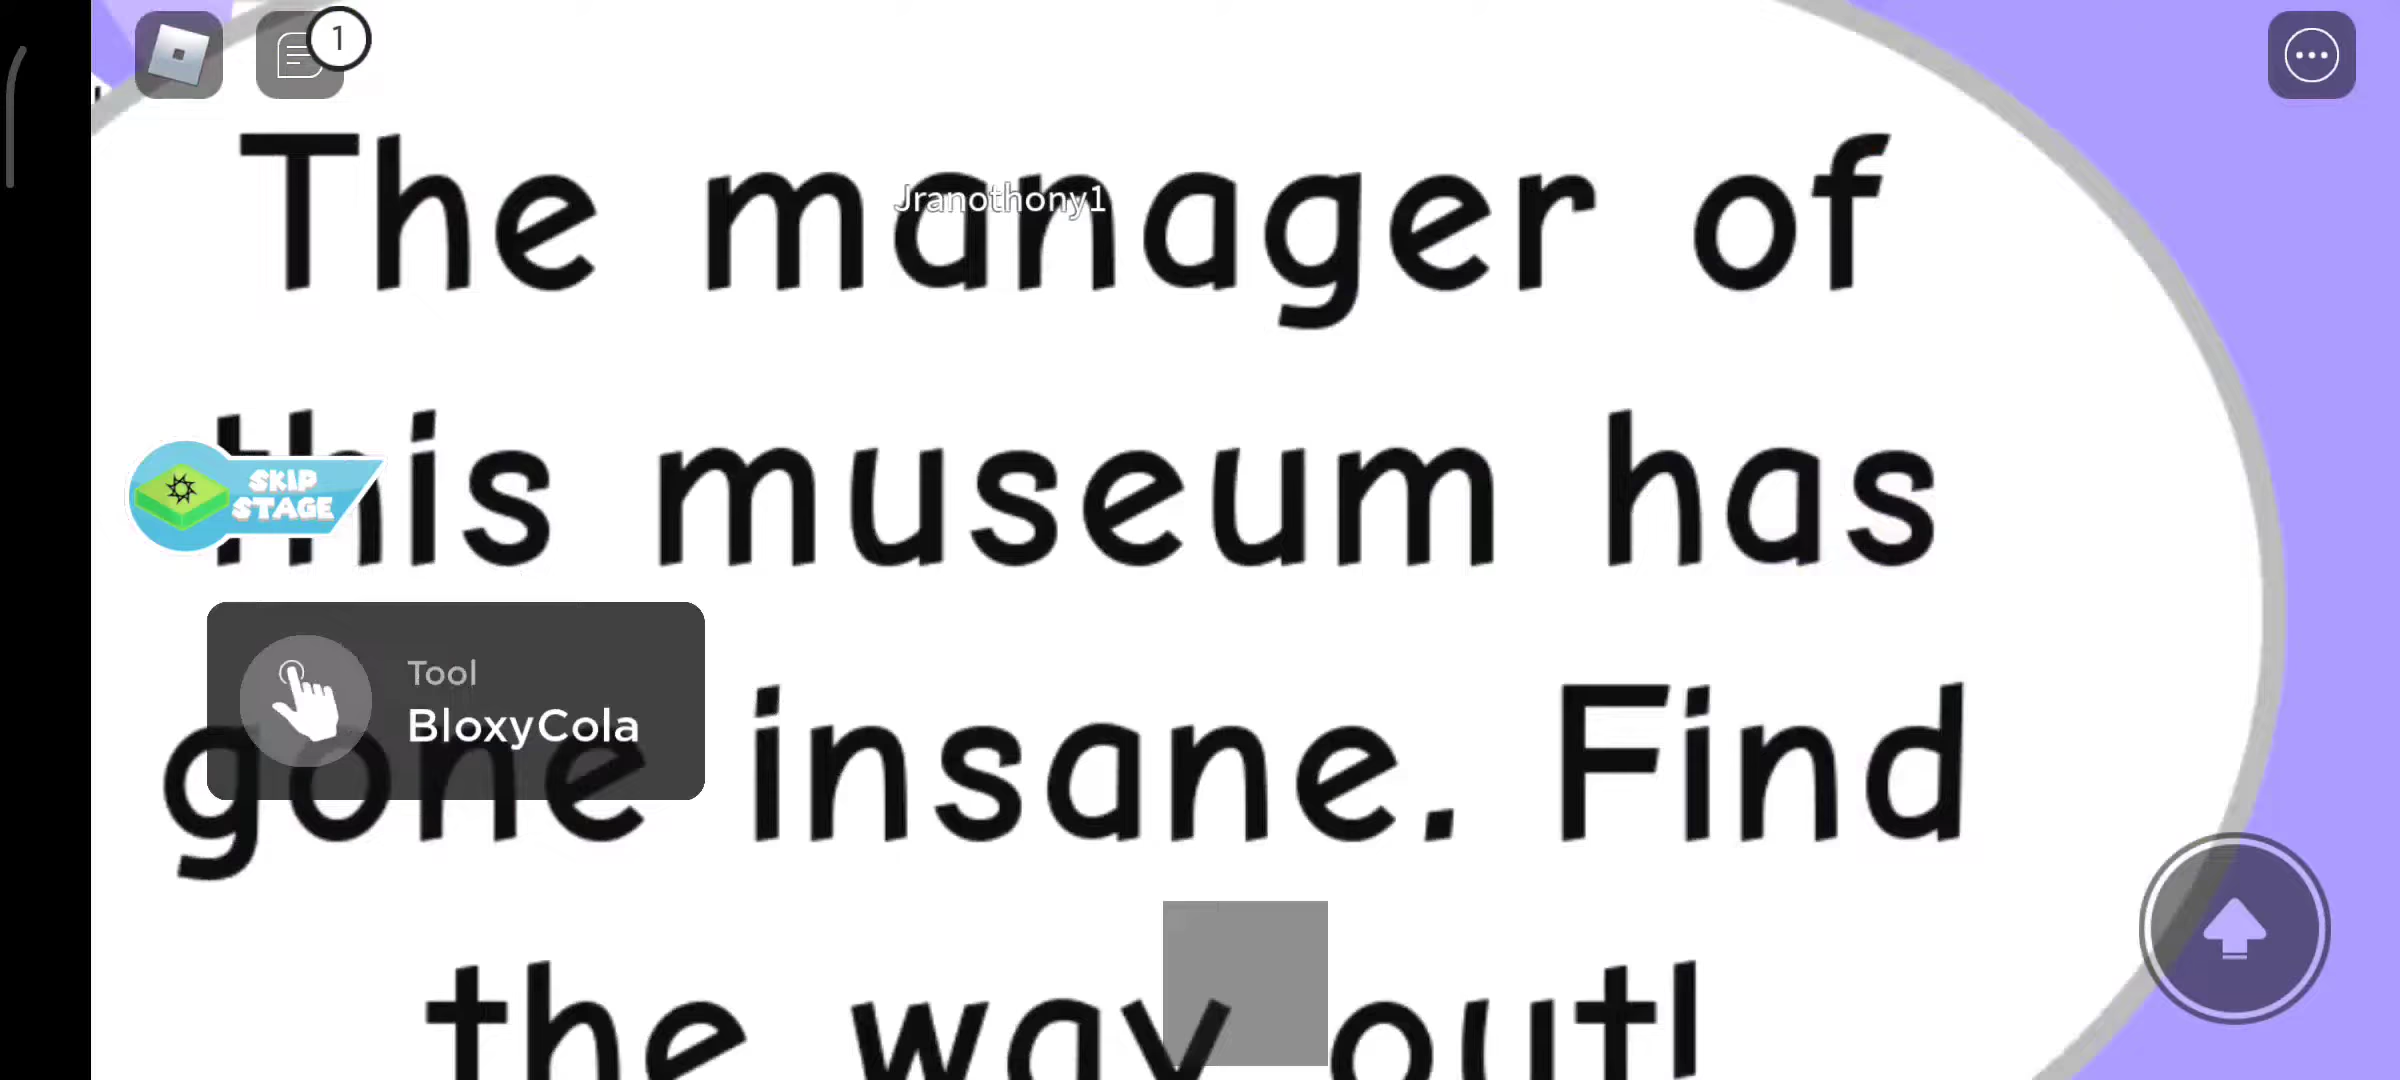 1
The manager of
Jranothony1
this museum has
SKIP
STAGE
Tool
BloxyCola
gone insane. Find
the way out!